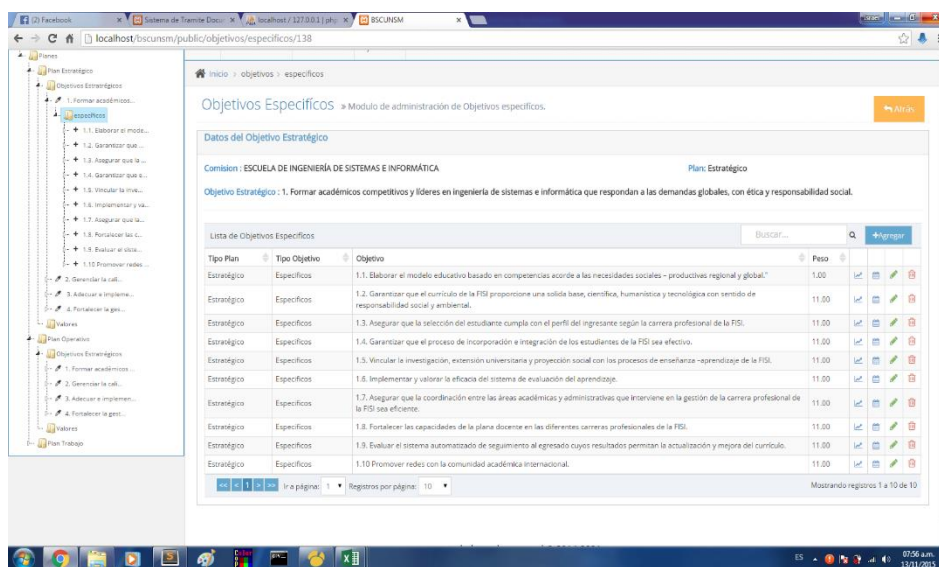 (2) Facebook
Sistema de Tramite Docu
localhost / 127.0.0.1 | php
BSCUNSM
localhost/bscunsm/public/objetivos/especificos/138
Planes
Plan Estratégico
Objetivos Estratégicos
1. Formar académicos...
especificos
1.1. Elaborar el mode...
1.2. Garantizar que ...
1.3. Asegurar que la ...
1.4. Garantizar que e...
1.5. Vincular la inve...
1.6. Implementar y va...
1.7. Asegurar que la...
1.8. Fortalecer las c...
1.9. Evaluar el siste...
1.10 Promover redes ...
2. Gerenciar la cali...
3. Adecuar e impleme...
4. Fortalecer la ges...
Valores
Plan Operativo
Objetivos Estratégicos
1. Formar académicos ...
2. Gerenciar la cali...
3. Adecuar e implemen...
4. Fortalecer la gest...
Valores
Plan Trabajo
Inicio > objetivos > especificos
Objetivos Específicos » Modulo de administración de Objetivos especificos.
Atrás
Datos del Objetivo Estratégico
Comision : ESCUELA DE INGENIERÍA DE SISTEMAS E INFORMÁTICA Plan: Estratégico
Objetivo Estratégico : 1. Formar académicos competitivos y líderes en ingeniería de sistemas e informática que respondan a las demandas globales, con ética y responsabilidad social.
Lista de Objetivos Especificos Buscar... +Agregar
Tipo Plan Tipo Objetivo Objetivo Peso
Estratégico Especificos 1.1. Elaborar el modelo educativo basado en competencias acorde a las necesidades sociales – productivas regional y global." 1.00
Estratégico Especificos 1.2. Garantizar que el currículo de la FISI proporcione una solida base, científica, humanística y tecnológica con sentido de responsabilidad social y ambiental. 11.00
Estratégico Especificos 1.3. Asegurar que la selección del estudiante cumpla con el perfil del ingresante según la carrera profesional de la FISI. 11.00
Estratégico Especificos 1.4. Garantizar que el proceso de incorporación e integración de los estudiantes de la FISI sea efectivo. 11.00
Estratégico Especificos 1.5. Vincular la investigación, extensión universitaria y proyección social con los procesos de enseñanza –aprendizaje de la FISI. 11.00
Estratégico Especificos 1.6. Implementar y valorar la eficacia del sistema de evaluación del aprendizaje. 11.00
Estratégico Especificos 1.7. Asegurar que la coordinación entre las áreas académicas y administrativas que interviene en la gestión de la carrera profesional de la FISI sea eficiente. 11.00
Estratégico Especificos 1.8. Fortalecer las capacidades de la plana docente en las diferentes carreras profesionales de la FISI. 11.00
Estratégico Especificos 1.9. Evaluar el sistema automatizado de seguimiento al egresado cuyos resultados permitan la actualización y mejora del currículo. 11.00
Estratégico Especificos 1.10 Promover redes con la comunidad académica internacional. 11.00
<< < 1 > >> Ir a página: 1 Registros por página: 10 Mostrando registros 1 a 10 de 10
ES 07:56 a.m.
13/11/2015